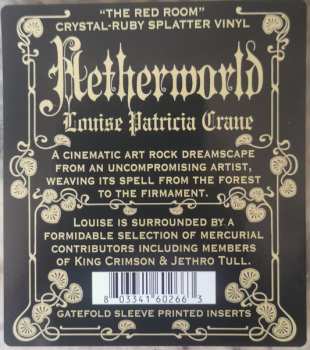 "THE RED ROOM"
CRYSTAL-RUBY SPLATTER VINYL
Netherworld
Louise Patricia Crane
A CINEMATIC ART ROCK DREAMSCAPE
FROM AN UNCOMPROMISING ARTIST,
WEAVING ITS SPELL FROM THE FOREST
TO THE FIRMAMENT.
LOUISE IS SURROUNDED BY A
FORMIDABLE SELECTION OF MERCURIAL
CONTRIBUTORS INCLUDING MEMBERS
OF KING CRIMSON & JETHRO TULL.
8 03341 60266 3
GATEFOLD SLEEVE PRINTED INSERTS